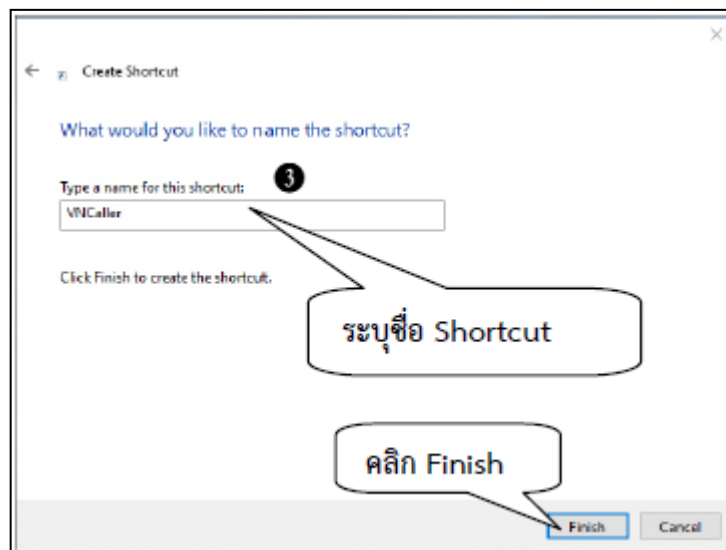 Create Shortcut
What would you like to name the shortcut?
Type a name for this shortcut:
3
VNCaller
Click Finish to create the shortcut.
ระบุชื่อ Shortcut
คลิก Finish
Finish
Cancel